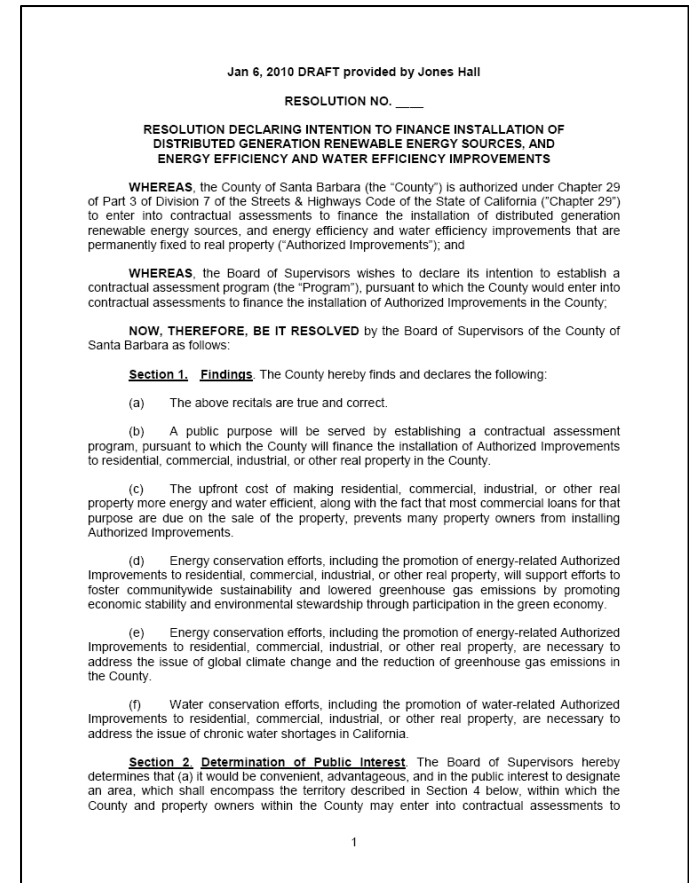 Jan 6, 2010 DRAFT provided by Jones Hall
RESOLUTION NO. ____
RESOLUTION DECLARING INTENTION TO FINANCE INSTALLATION OF
DISTRIBUTED GENERATION RENEWABLE ENERGY SOURCES, AND
ENERGY EFFICIENCY AND WATER EFFICIENCY IMPROVEMENTS
WHEREAS, the County of Santa Barbara (the “County”) is authorized under Chapter 29
of Part 3 of Division 7 of the Streets & Highways Code of the State of California (“Chapter 29”)
to enter into contractual assessments to finance the installation of distributed generation
renewable energy sources, and energy efficiency and water efficiency improvements that are
permanently fixed to real property (“Authorized Improvements”); and
WHEREAS, the Board of Supervisors wishes to declare its intention to establish a
contractual assessment program (the “Program”), pursuant to which the County would enter into
contractual assessments to finance the installation of Authorized Improvements in the County;
NOW, THEREFORE, BE IT RESOLVED by the Board of Supervisors of the County of
Santa Barbara as follows:
Section 1. Findings. The County hereby finds and declares the following:
(a) The above recitals are true and correct.
(b) A public purpose will be served by establishing a contractual assessment
program, pursuant to which the County will finance the installation of Authorized Improvements
to residential, commercial, industrial, or other real property in the County.
(c) The upfront cost of making residential, commercial, industrial, or other real
property more energy and water efficient, along with the fact that most commercial loans for that
purpose are due on the sale of the property, prevents many property owners from installing
Authorized Improvements.
(d) Energy conservation efforts, including the promotion of energy-related Authorized
Improvements to residential, commercial, industrial, or other real property, will support efforts to
foster communitywide sustainability and lowered greenhouse gas emissions by promoting
economic stability and environmental stewardship through participation in the green economy.
(e) Energy conservation efforts, including the promotion of energy-related Authorized
Improvements to residential, commercial, industrial, or other real property, are necessary to
address the issue of global climate change and the reduction of greenhouse gas emissions in
the County.
(f) Water conservation efforts, including the promotion of water-related Authorized
Improvements to residential, commercial, industrial, or other real property, are necessary to
address the issue of chronic water shortages in California.
Section 2. Determination of Public Interest. The Board of Supervisors hereby
determines that (a) it would be convenient, advantageous, and in the public interest to designate
an area, which shall encompass the territory described in Section 4 below, within which the
County and property owners within the County may enter into contractual assessments to
1